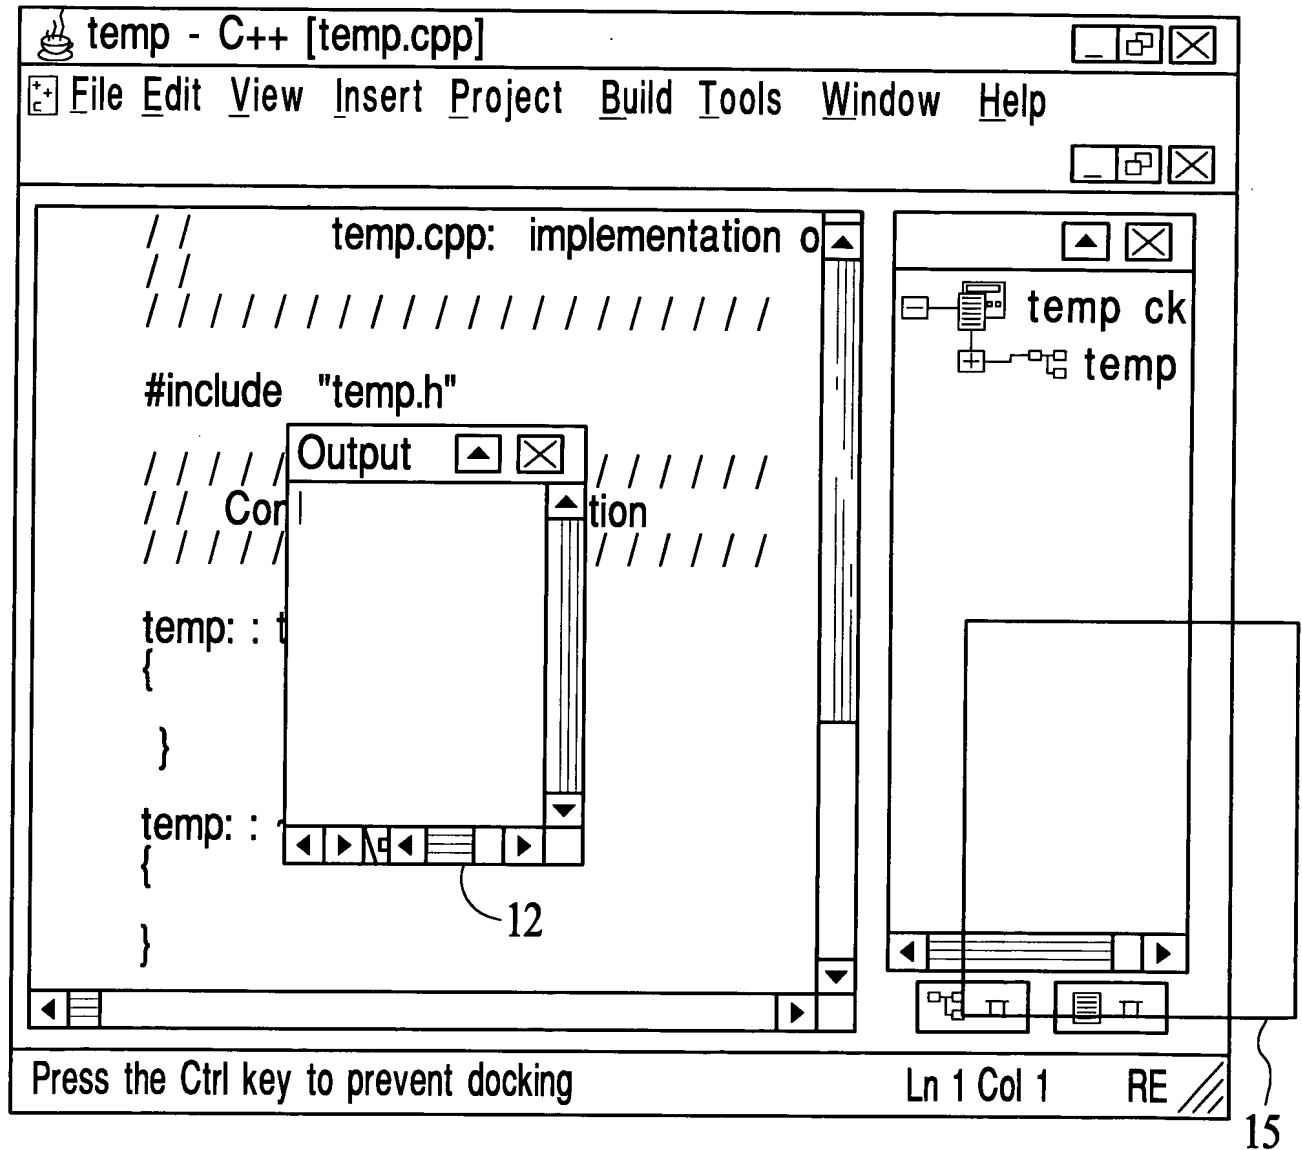 temp - C++ [temp.cpp]
File Edit View Insert Project Build Tools Window Help
/ / temp.cpp: implementation o
/ /
/ / / / / / / / / / / / / / / / / / / /
#include "temp.h"
/ / / / / / / / / / /
/ / Con tion
/ / / / / / / / / / /
Output
temp: : t
{
}
temp: : ~
{
}
temp ck
temp
12
Press the Ctrl key to prevent docking Ln 1 Col 1 RE
15